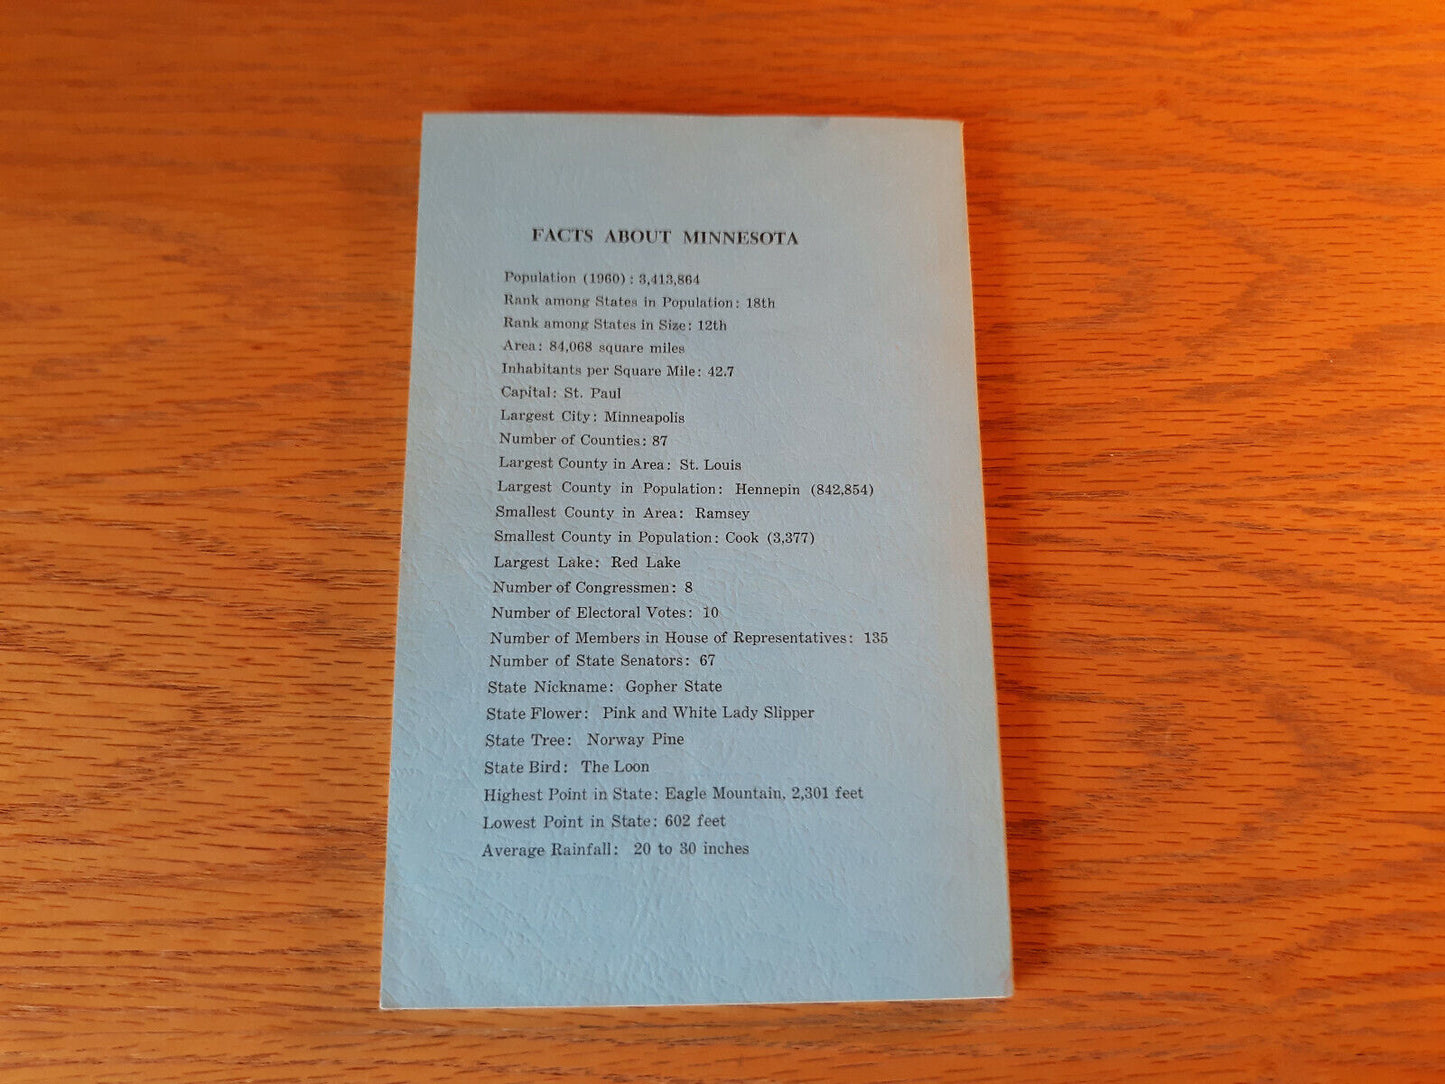 FACTS ABOUT MINNESOTA
Population (1960) : 3,413,864
Rank among States in Population: 18th
Rank among States in Size: 12th
Area: 84,068 square miles
Inhabitants per Square Mile: 42.7
Capital: St. Paul
Largest City: Minneapolis
Number of Counties: 87
Largest County in Area: St. Louis
Largest County in Population: Hennepin (842,854)
Smallest County in Area: Ramsey
Smallest County in Population: Cook (3,377)
Largest Lake: Red Lake
Number of Congressmen: 8
Number of Electoral Votes: 10
Number of Members in House of Representatives: 135
Number of State Senators: 67
State Nickname: Gopher State
State Flower: Pink and White Lady Slipper
State Tree: Norway Pine
State Bird: The Loon
Highest Point in State: Eagle Mountain, 2,301 feet
Lowest Point in State: 602 feet
Average Rainfall: 20 to 30 inches